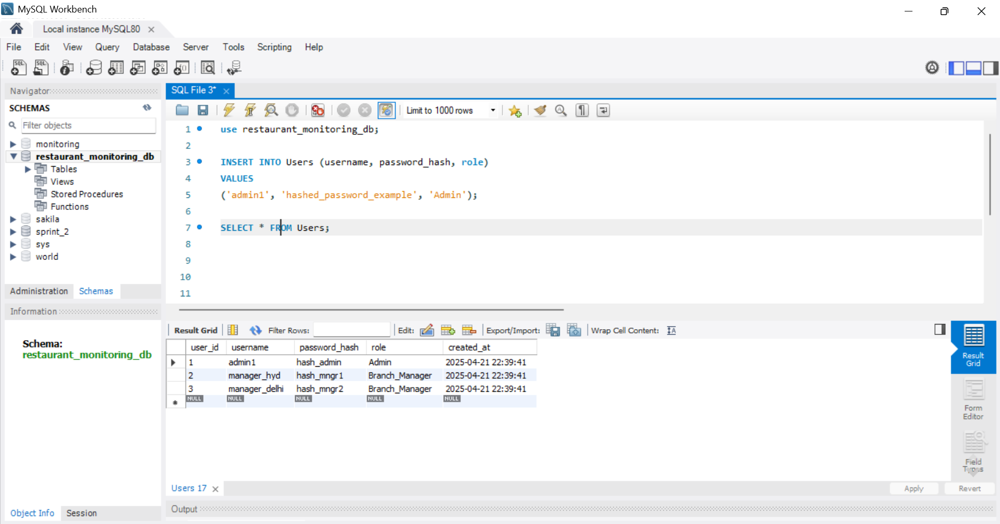 MySQL Workbench
Local instance MySQL80
File Edit View Query Database Server Tools Scripting Help
Navigator
SQL File 3*
SCHEMAS
Limit to 1000 rows
Filter objects
monitoring
restaurant_monitoring_db
Tables
Views
Stored Procedures
Functions
sakila
sprint_2
sys
world
Administration Schemas
Information
Schema:
restaurant_monitoring_db
Object Info Session
1 use restaurant_monitoring_db;
2
3 INSERT INTO Users (username, password_hash, role)
4 VALUES
5 ('admin1', 'hashed_password_example', 'Admin');
6
7 SELECT * FROM Users;
8
9
10
11
Result Grid Filter Rows: Edit: Export/Import: Wrap Cell Content:
user_id username password_hash role created_at
1 admin1 hash_admin Admin 2025-04-21 22:39:41
2 manager_hyd hash_mngr1 Branch_Manager 2025-04-21 22:39:41
3 manager_delhi hash_mngr2 Branch_Manager 2025-04-21 22:39:41
NULL NULL NULL NULL NULL
Result
Grid
Form
Editor
Field
Types
Users 17
Apply Revert
Output